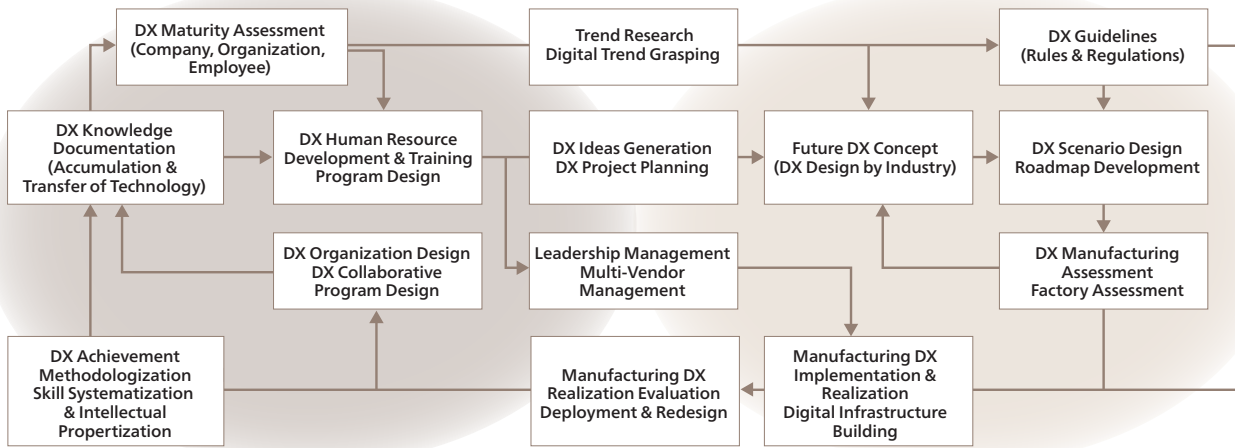 DX Maturity Assessment
(Company, Organization,
Employee)
Trend Research
Digital Trend Grasping
DX Guidelines
(Rules & Regulations)
DX Knowledge
Documentation
(Accumulation &
Transfer of Technology)
DX Human Resource
Development & Training
Program Design
DX Ideas Generation
DX Project Planning
Future DX Concept
(DX Design by Industry)
DX Scenario Design
Roadmap Development
DX Organization Design
DX Collaborative
Program Design
Leadership Management
Multi-Vendor
Management
DX Manufacturing
Assessment
Factory Assessment
DX Achievement
Methodologization
Skill Systematization
& Intellectual
Propertization
Manufacturing DX
Realization Evaluation
Deployment & Redesign
Manufacturing DX
Implementation &
Realization
Digital Infrastructure
Building